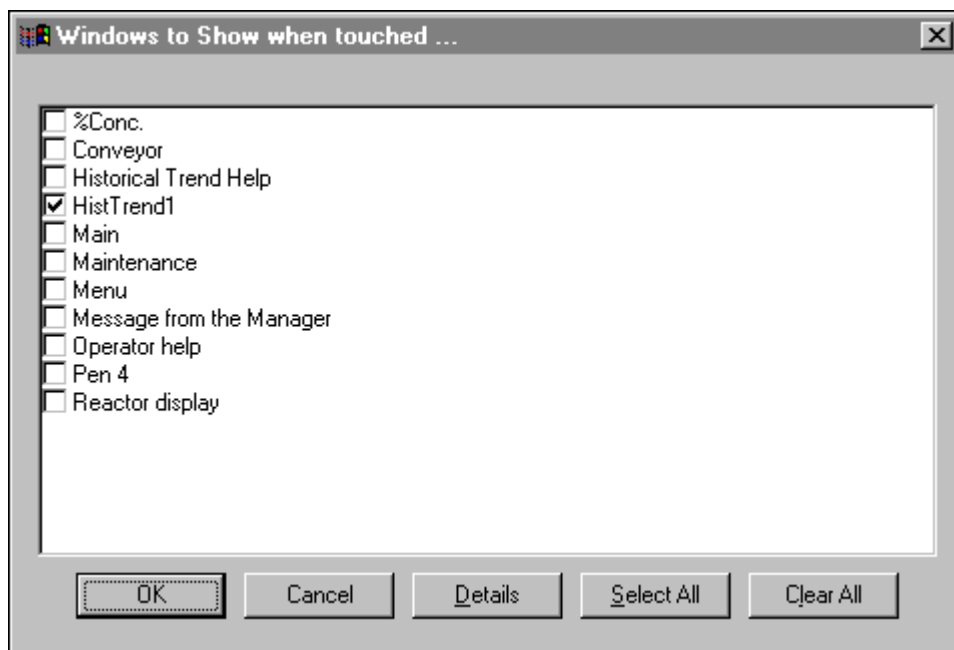 Windows to Show when touched ...
%Conc.
Conveyor
Historical Trend Help
HistTrend1
Main
Maintenance
Menu
Message from the Manager
Operator help
Pen 4
Reactor display
OK Cancel Details Select All Clear All